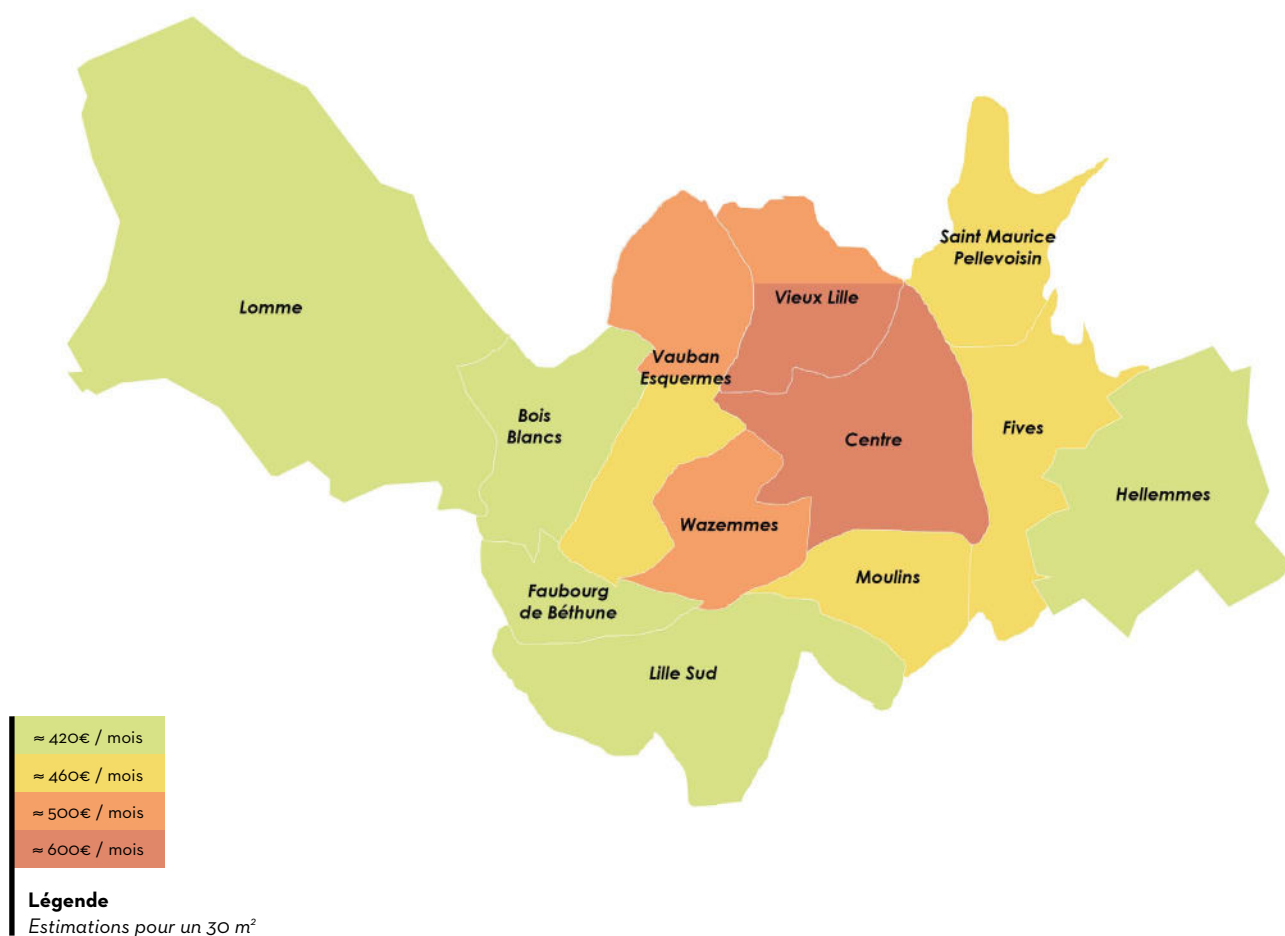 Saint Maurice
Pellevoisin
Lomme
Vieux Lille
Vauban
Esquermes
Bois
Blancs
Centre
Fives
Hellemmes
Wazemmes
Moulins
Faubourg
de Béthune
Lille Sud
≈ 420€ / mois
≈ 460€ / mois
≈ 500€ / mois
≈ 600€ / mois
Légende
Estimations pour un 30 m²